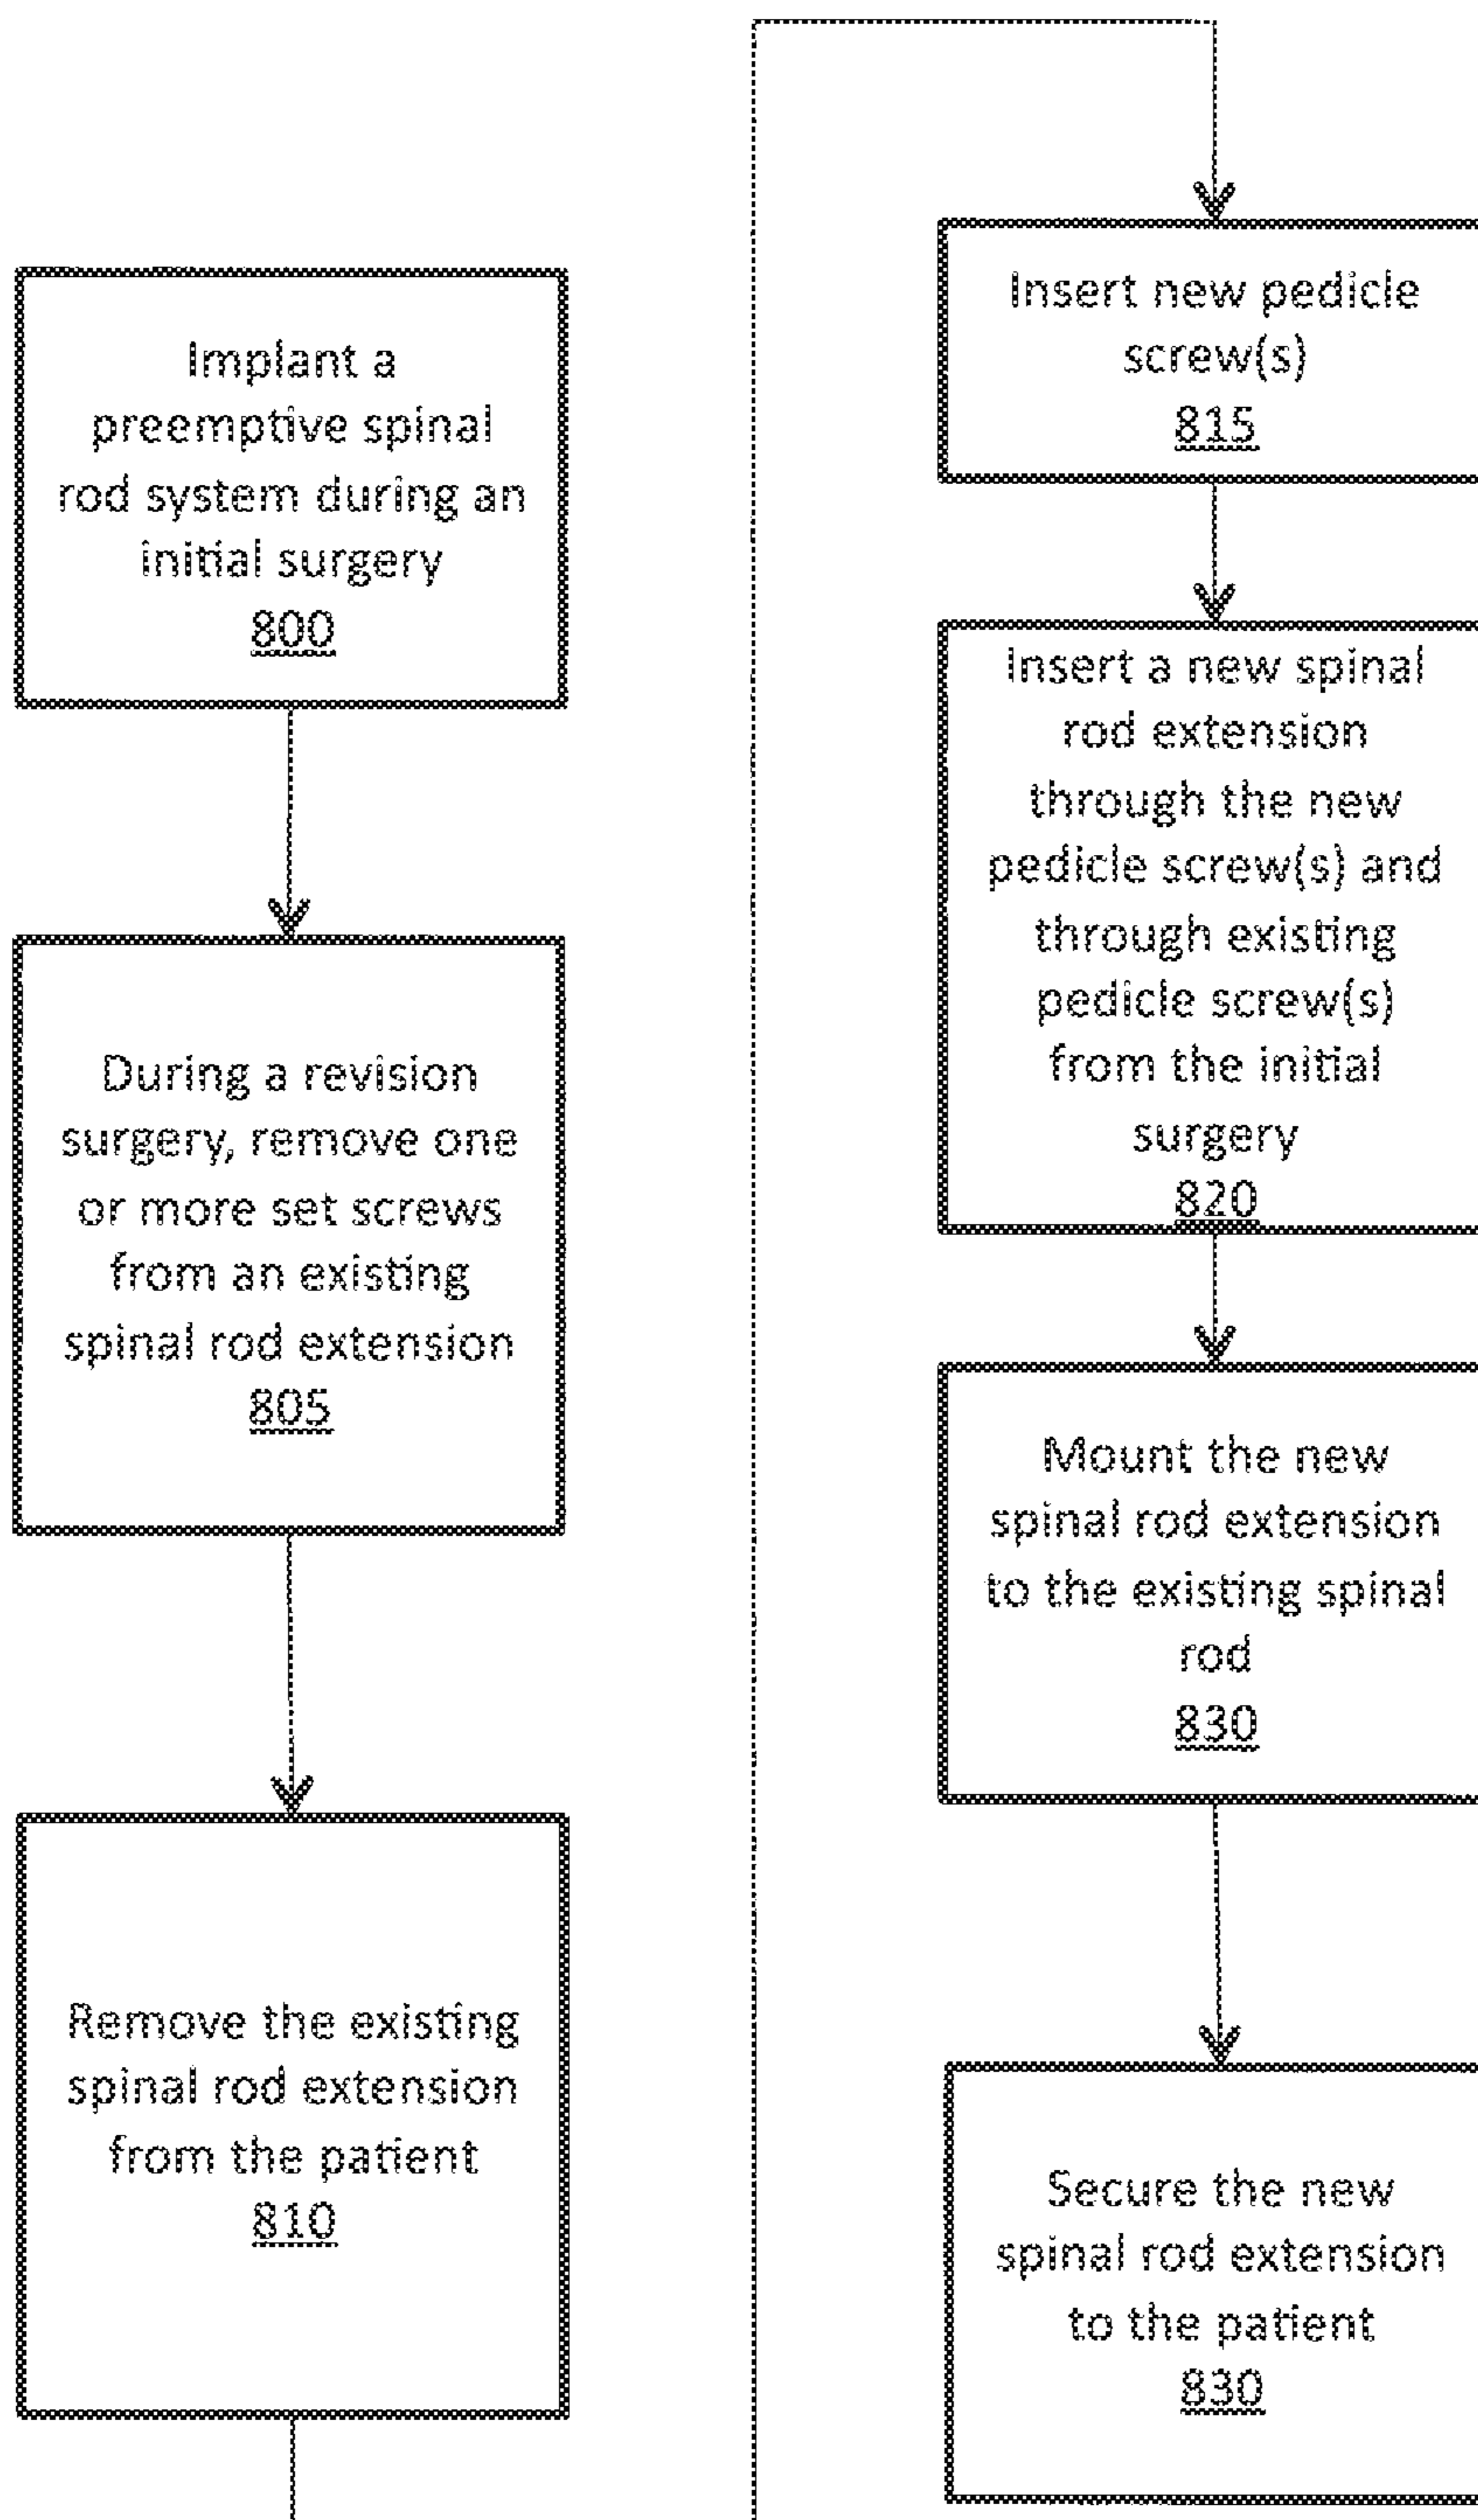 Implant a
preemptive spinal
rod system during an
initial surgery
800
During a revision
surgery, remove one
or more set screws
from an existing
spinal rod extension
805
Remove the existing
spinal rod extension
from the patient
810
Insert new pedicle
screw(s)
815
Insert a new spinal
rod extension
through the new
pedicle screw(s) and
through existing
pedicle screw(s)
from the initial
surgery
820
Mount the new
spinal rod extension
to the existing spinal
rod
830
Secure the new
spinal rod extension
to the patient
830